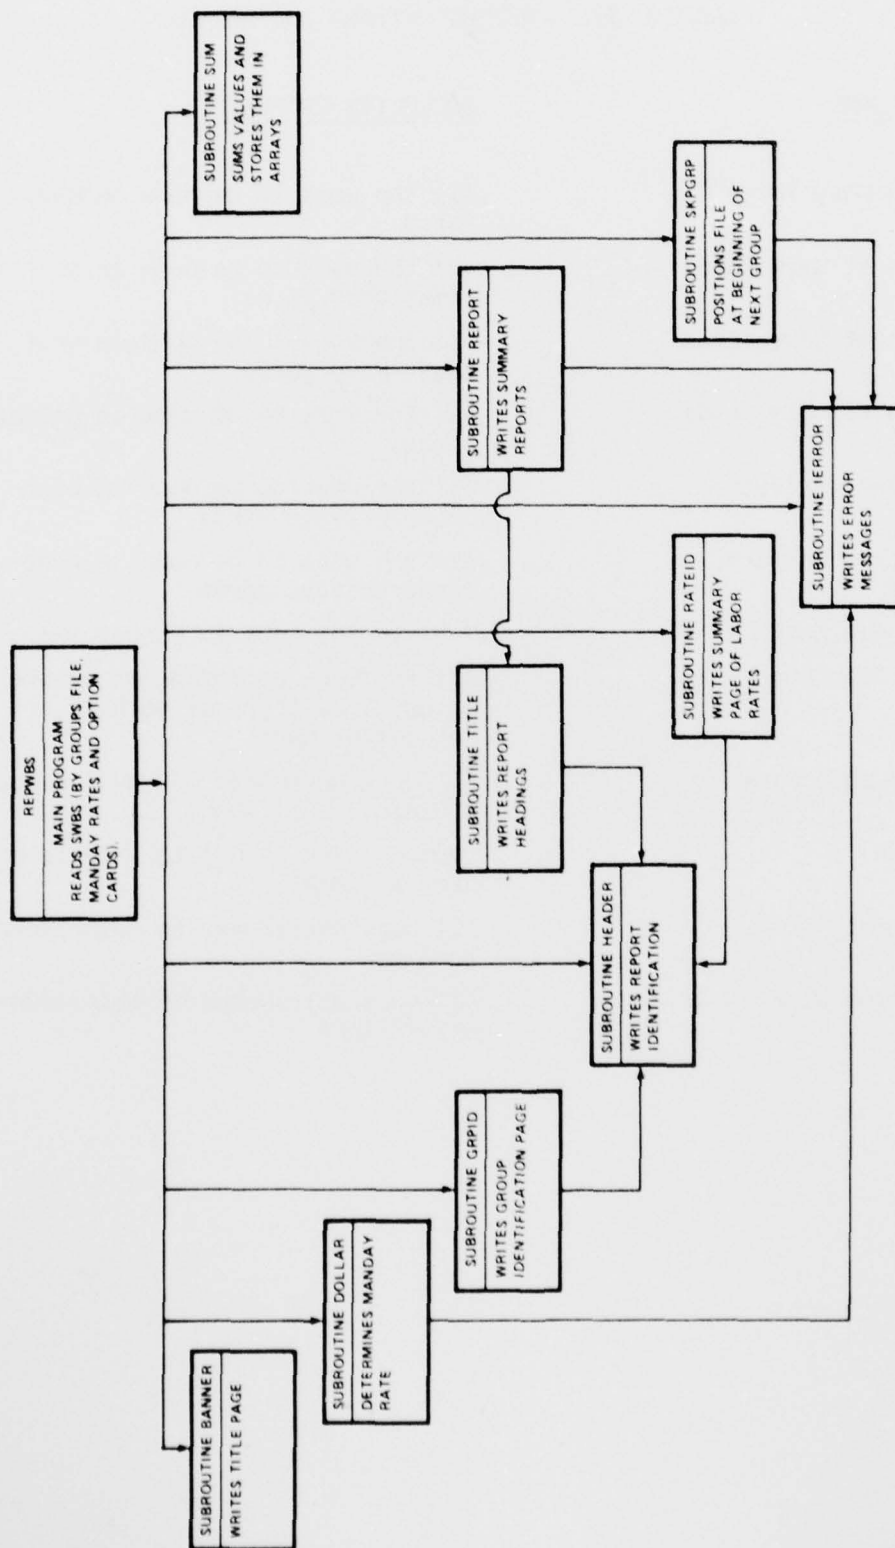 REPWBS
MAIN PROGRAM
READS SWBS (BY GROUPS FILE,
MANDAY RATES AND OPTION
CARDS).
SUBROUTINE BANNER
WRITES TITLE PAGE
SUBROUTINE SUM
SUMS VALUES AND
STORES THEM IN
ARRAYS
SUBROUTINE DOLLAR
DETERMINES MANDAY
RATE
SUBROUTINE GRPID
WRITES GROUP
IDENTIFICATION PAGE
SUBROUTINE TITLE
WRITES REPORT
HEADINGS
SUBROUTINE REPORT
WRITES SUMMARY
REPORTS
SUBROUTINE HEADER
WRITES REPORT
IDENTIFICATION
SUBROUTINE RATEID
WRITES SUMMARY
PAGE OF LABOR
RATES
SUBROUTINE SKPGRP
POSITIONS FILE
AT BEGINNING OF
NEXT GROUP
SUBROUTINE IERROR
WRITES ERROR
MESSAGES